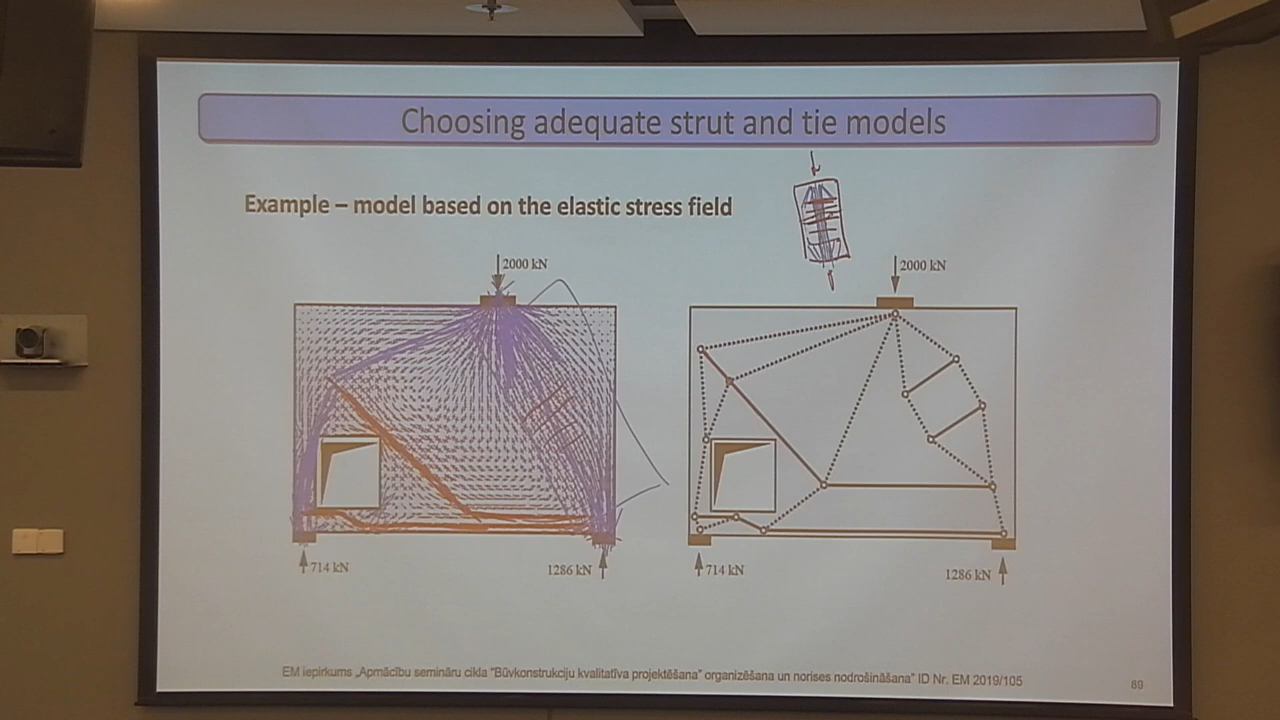 Choosing adequate strut and tie models
Example – model based on the elastic stress field
2000 kN
2000 kN
714 kN
1286 kN
714 kN
1286 kN
EM iepirkums „Apmācību semināru cikla "Būvkonstrukciju kvalitatīva projektēšana" organizēšana un norises nodrošināšana" ID Nr. EM 2019/105
89